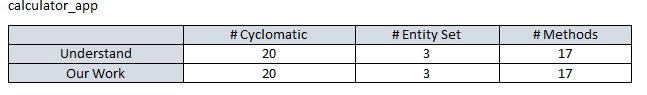 calculator_app
# Cyclomatic # Entity Set # Methods
Understand 20 3 17
Our Work 20 3 17